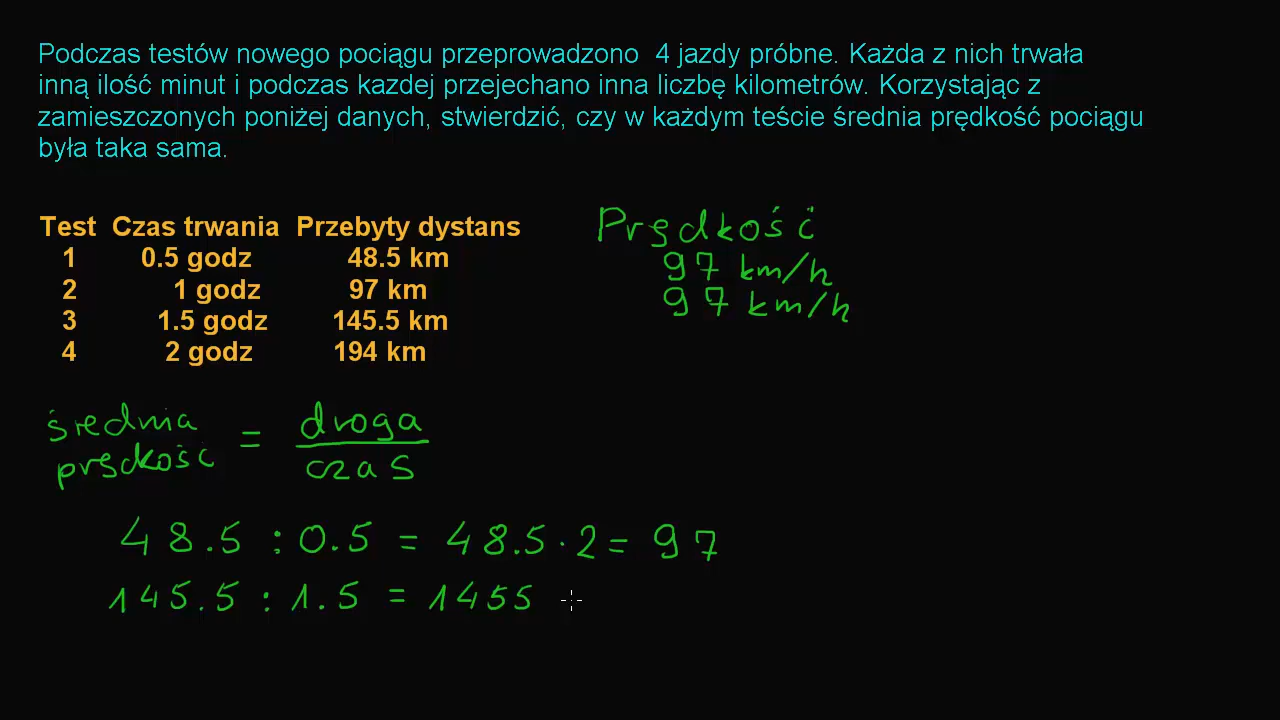 Podczas testów nowego pociągu przeprowadzono 4 jazdy próbne. Każda z nich trwała
inną ilość minut i podczas kazdej przejechano inna liczbę kilometrów. Korzystając z
zamieszczonych poniżej danych, stwierdzić, czy w każdym teście średnia prędkość pociągu
była taka sama.
Test Czas trwania Przebyty dystans
1 0.5 godz 48.5 km
2 1 godz 97 km
3 1.5 godz 145.5 km
4 2 godz 194 km
Prędkość
97 km/h
97 km/h
średnia
prędkość = droga
czas
48.5 : 0.5 = 48.5 · 2 = 97
145.5 : 1.5 = 1455